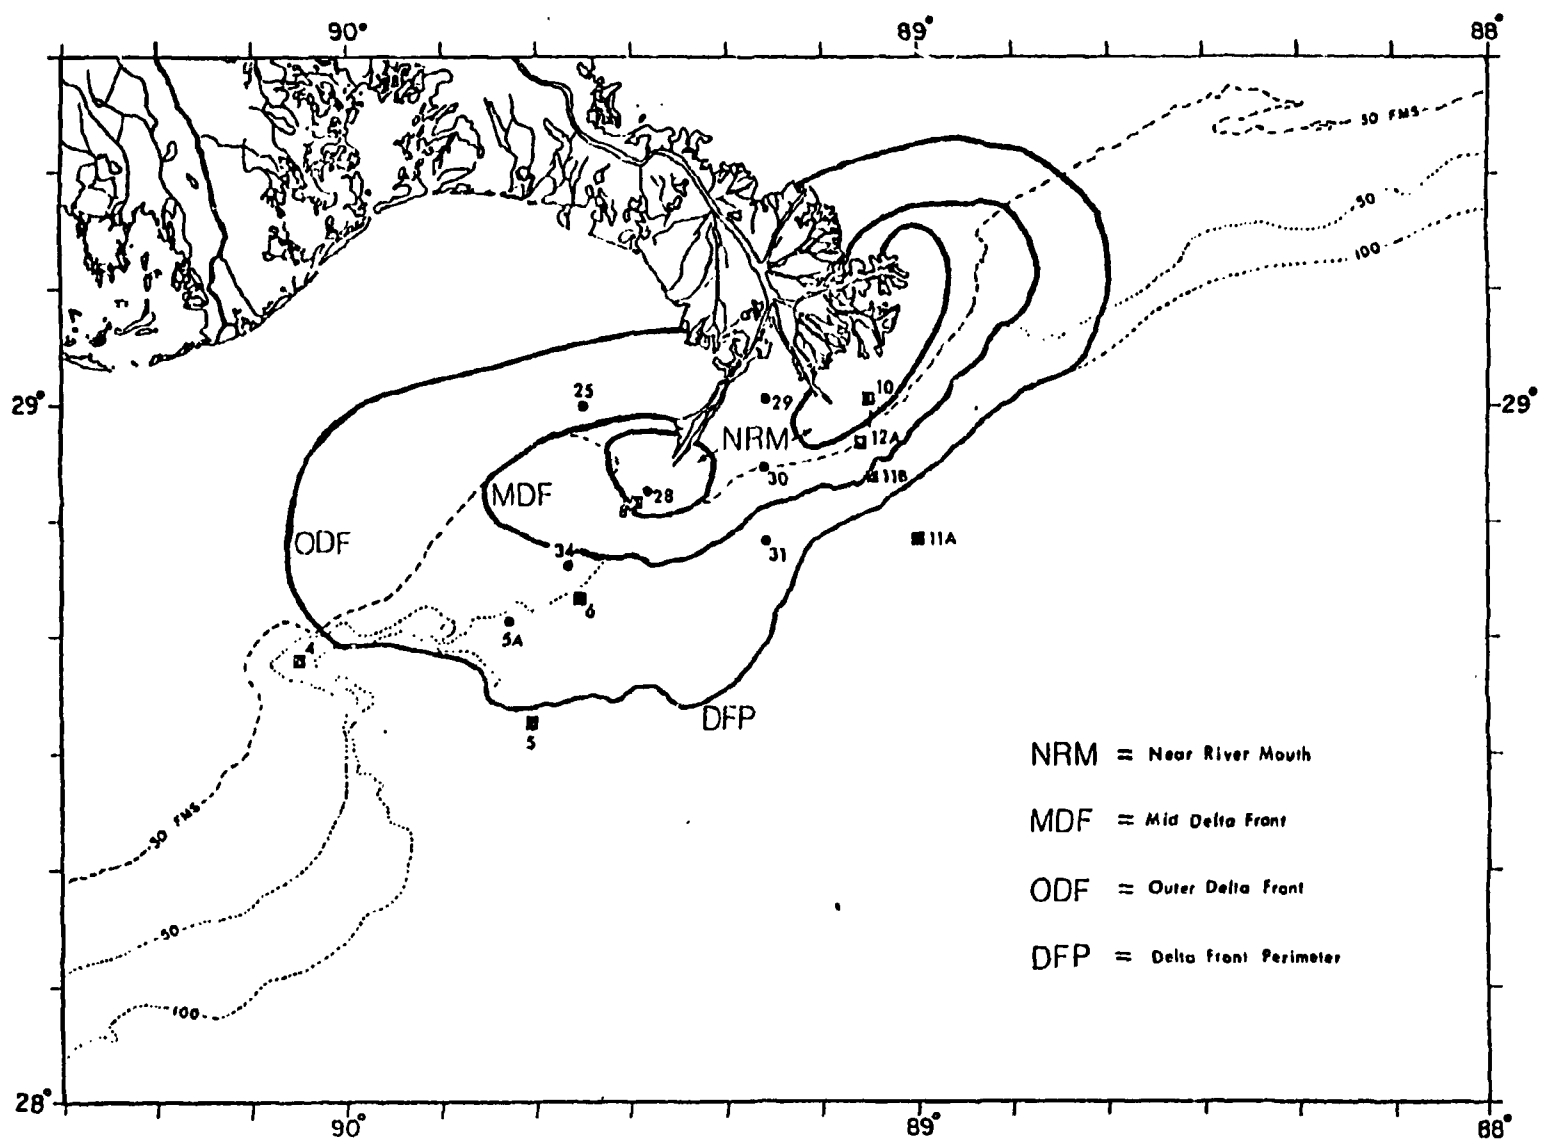 90° 89° 88°
30 FMS
50
100
29° 29°
25
29
10
NRM
12A
30
11B
MDF
28
8
ODF
34
31
11A
6
5A
4
DFP
5
NRM = Near River Mouth
30 FMS
MDF = Mid Delta Front
ODF = Outer Delta Front
50
DFP = Delta Front Perimeter
100
28°
90° 89° 88°